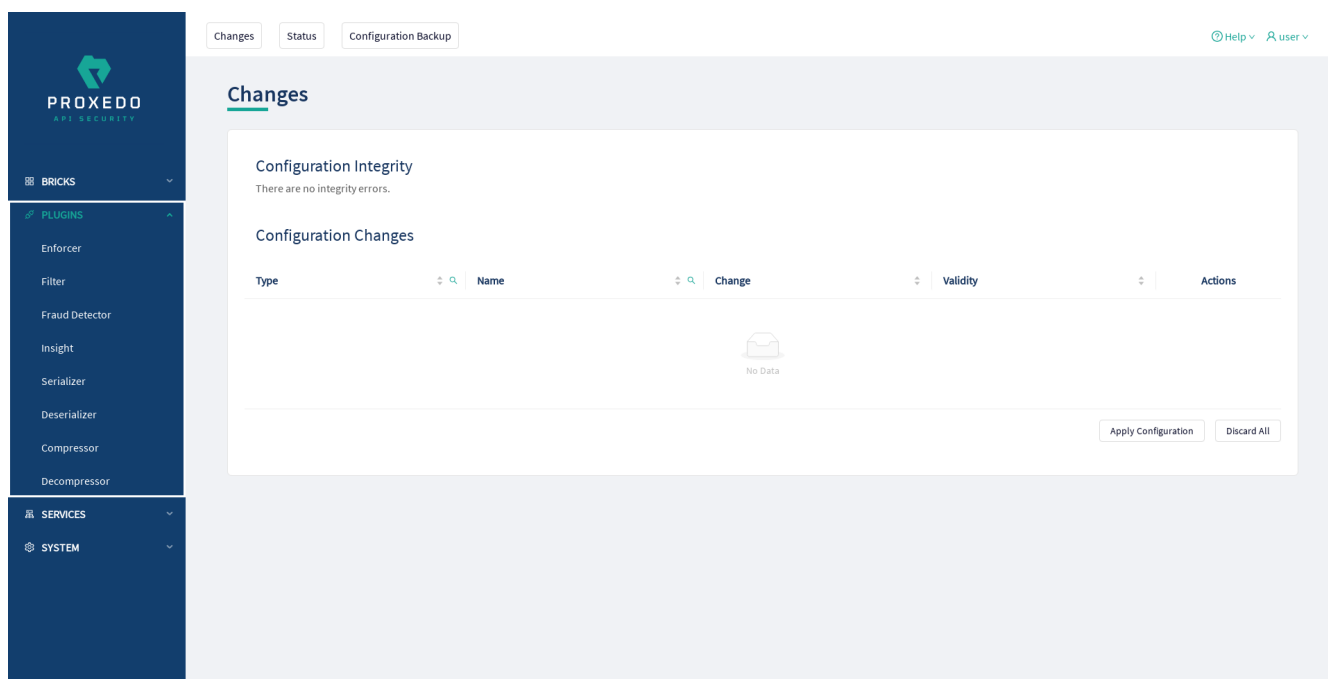 Changes Status Configuration Backup Help user
PROXEDO
API SECURITY
BRICKS
PLUGINS
Enforcer
Filter
Fraud Detector
Insight
Serializer
Deserializer
Compressor
Decompressor
SERVICES
SYSTEM
Changes
Configuration Integrity
There are no integrity errors.
Configuration Changes
Type Name Change Validity Actions
No Data
Apply Configuration Discard All